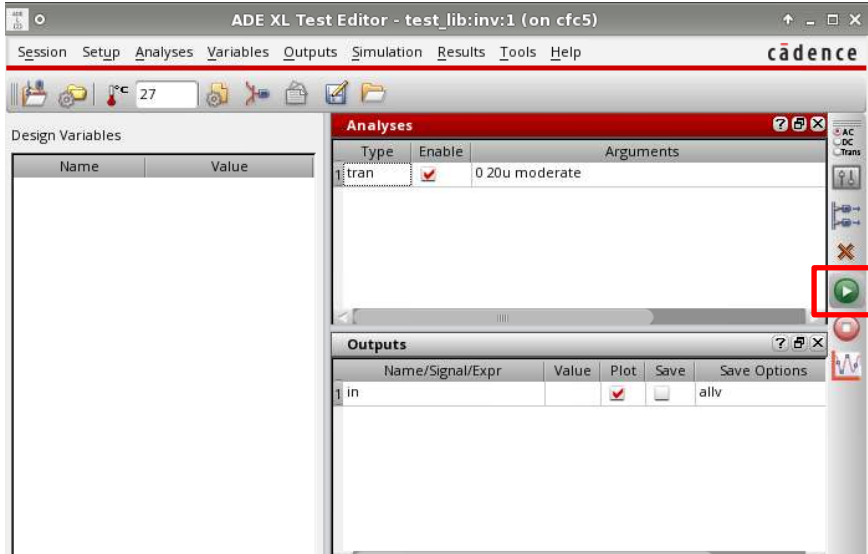 ADE XL Test Editor - test_lib:inv:1 (on cfc5)
Session Setup Analyses Variables Outputs Simulation Results Tools Help cādence
°C 27
Design Variables
Name Value
Analyses
Type Enable Arguments
1 tran 0 20u moderate
AC
DC
Trans
Outputs
Name/Signal/Expr Value Plot Save Save Options
1 in allv